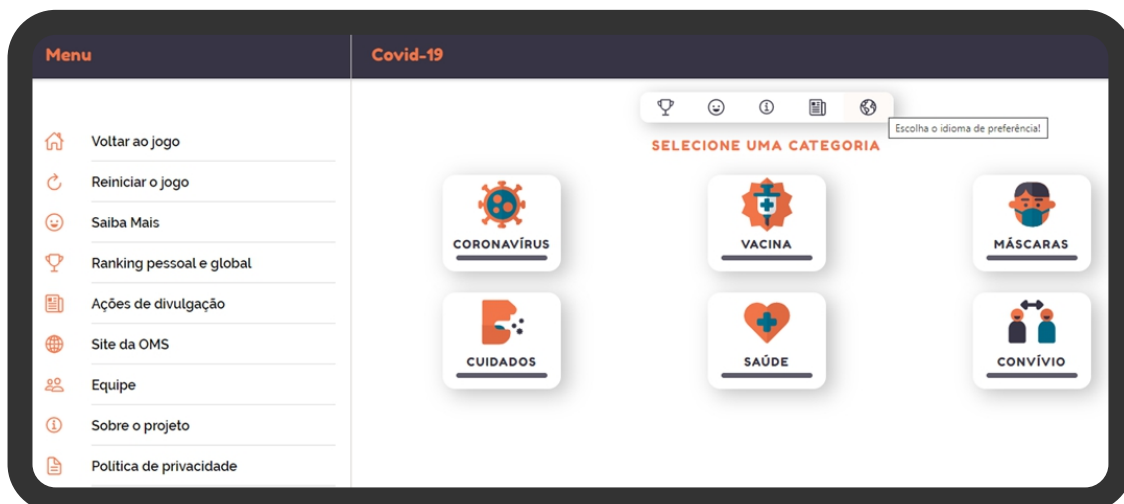 Menu
Covid-19
Voltar ao jogo
Reiniciar o jogo
Saiba Mais
Ranking pessoal e global
Ações de divulgação
Site da OMS
Equipe
Sobre o projeto
Política de privacidade
Escolha o idioma de preferência!
SELECIONE UMA CATEGORIA
CORONAVÍRUS
VACINA
MÁSCARAS
CUIDADOS
SAÚDE
CONVÍVIO